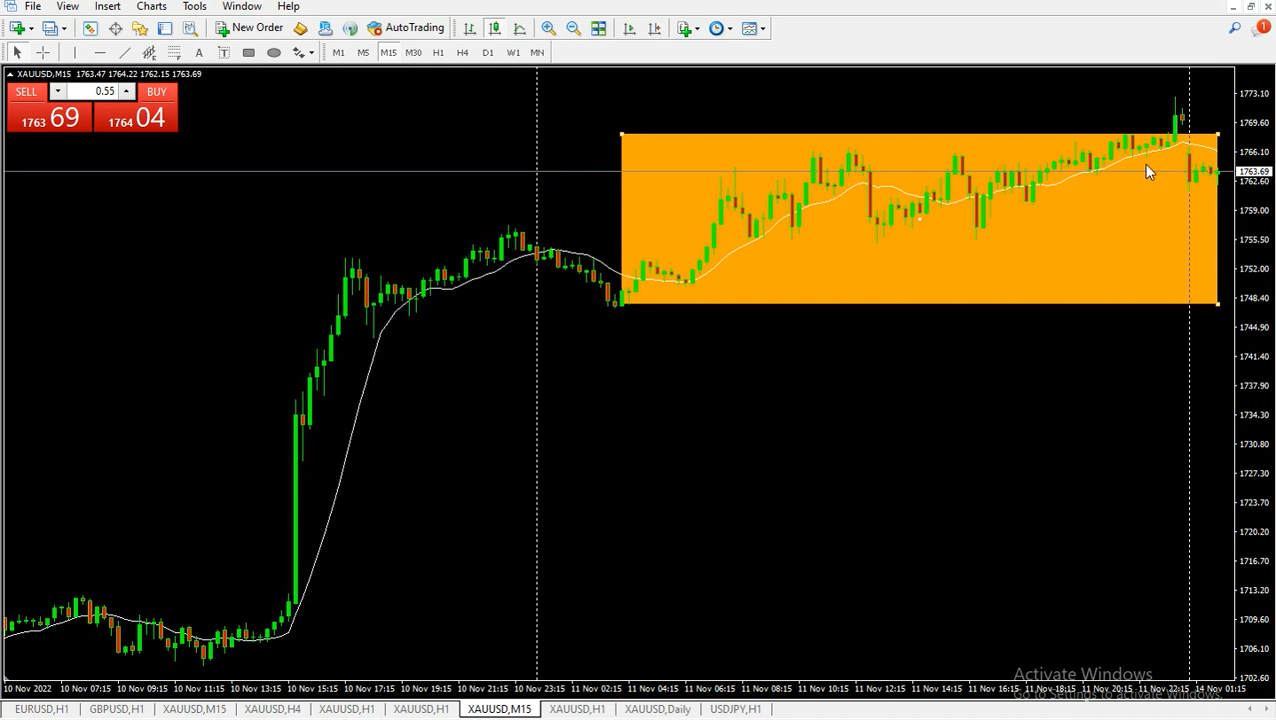 File View Insert Charts Tools Window Help
New Order AutoTrading 1
A T M1 M5 M15 M30 H1 H4 D1 W1 MN
XAUUSD,M15 1763.47 1764.22 1762.15 1763.69
SELL 0.55 BUY
1763 69 1764 04
1773.10
1769.60
1766.10
1763.69
1762.60
1759.00
1755.50
1752.00
1748.40
1744.90
1741.40
1737.90
1734.30
1730.80
1727.30
1723.70
1720.20
1716.70
1713.20
1709.60
1706.10
1702.60
Activate Windows
Go to Settings to activate Windows.
10 Nov 2022 10 Nov 07:15 10 Nov 09:15 10 Nov 11:15 10 Nov 13:15 10 Nov 15:15 10 Nov 17:15 10 Nov 19:15 10 Nov 21:15 10 Nov 23:15 11 Nov 02:15 11 Nov 04:15 11 Nov 06:15 11 Nov 08:15 11 Nov 10:15 11 Nov 12:15 11 Nov 14:15 11 Nov 16:15 11 Nov 18:15 11 Nov 20:15 11 Nov 22:15 14 Nov 01:15
EURUSD,H1 GBPUSD,H1 XAUUSD,M15 XAUUSD,H4 XAUUSD,H1 XAUUSD,H1 XAUUSD,M15 XAUUSD,H1 XAUUSD,Daily USDJPY,H1